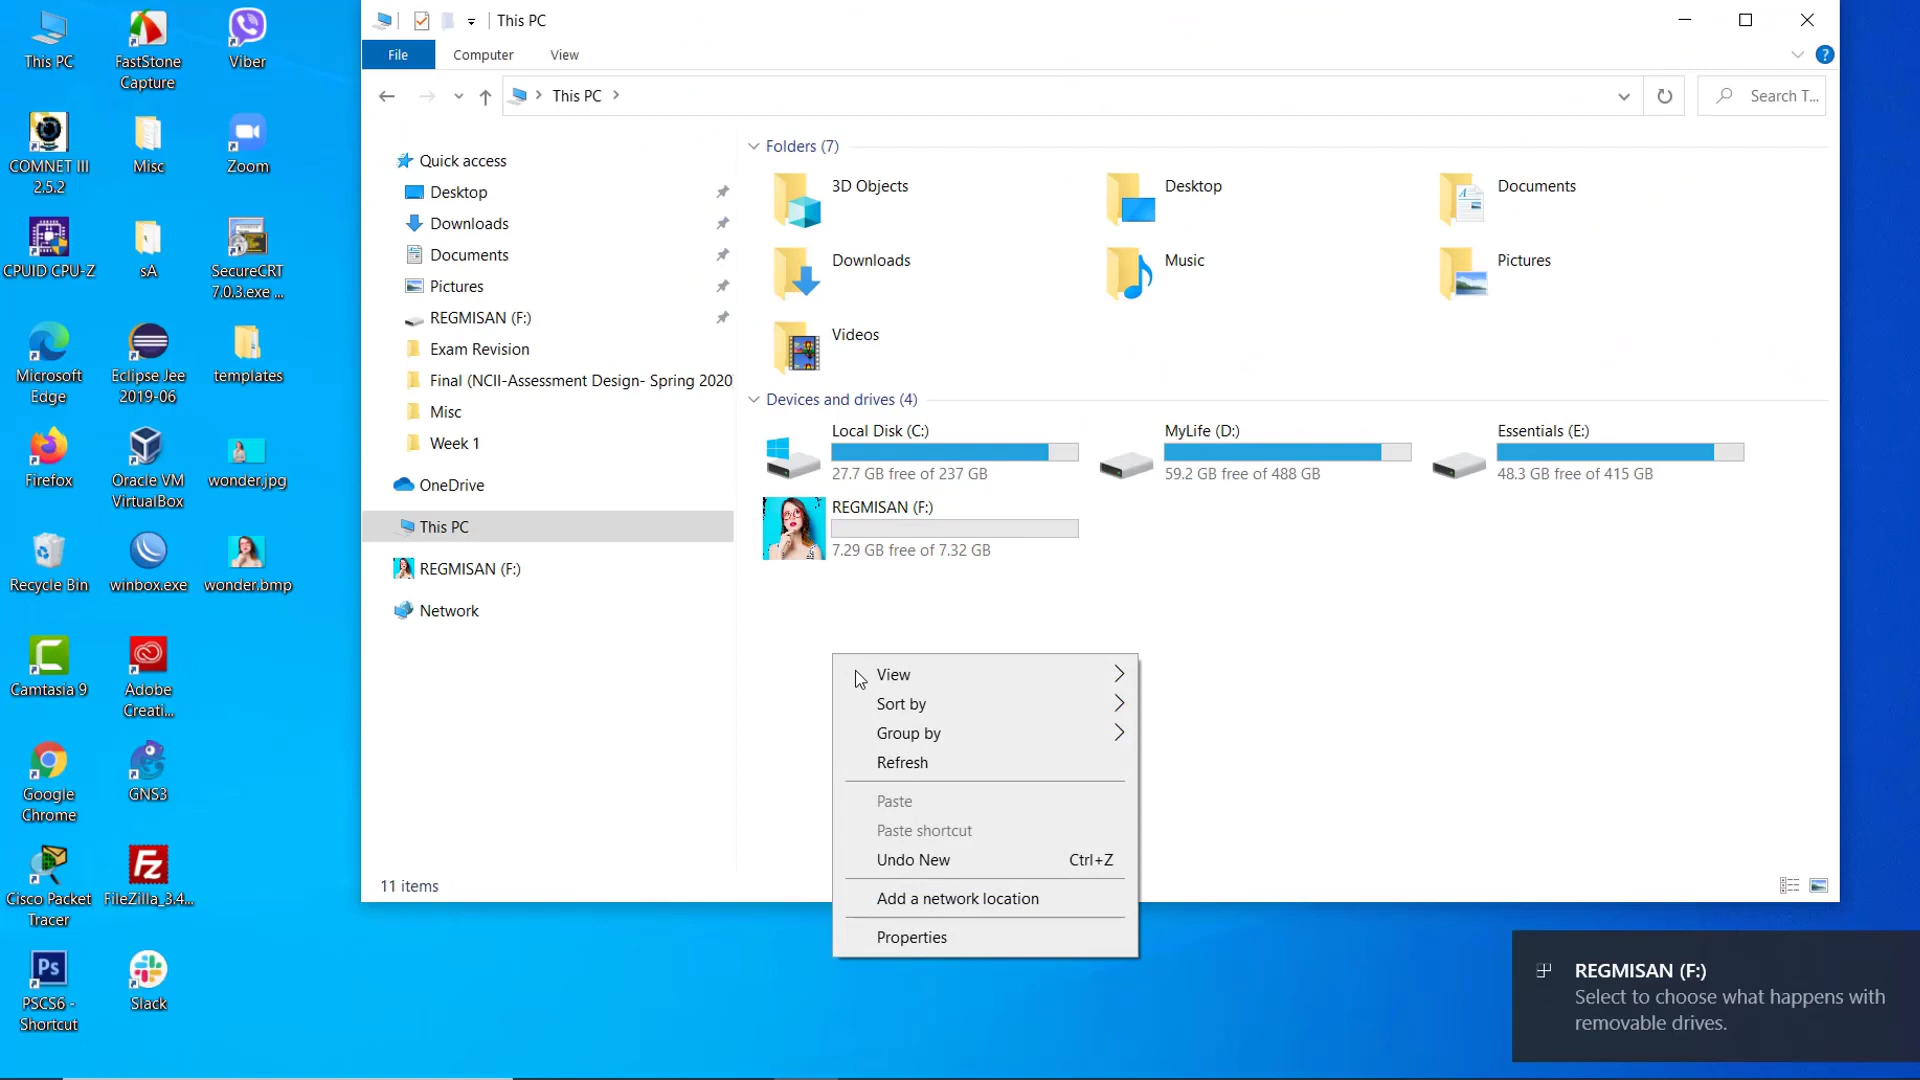 This PC
FastStone
Capture
Viber
COMNET III
2.5.2
Misc
Zoom
CPUID CPU-Z
sA
SecureCRT
7.0.3.exe ...
Microsoft
Edge
Eclipse Jee
2019-06
templates
Firefox
Oracle VM
VirtualBox
wonder.jpg
Recycle Bin
winbox.exe
wonder.bmp
Camtasia 9
Adobe
Creati...
Google
Chrome
GNS3
Cisco Packet
Tracer
FileZilla_3.4...
PSCS6 -
Shortcut
Slack
This PC
File Computer View
This PC
Search T...
Quick access
Desktop
Downloads
Documents
Pictures
REGMISAN (F:)
Exam Revision
Final (NCII-Assessment Design- Spring 2020
Misc
Week 1
OneDrive
This PC
REGMISAN (F:)
Network
Folders (7)
3D Objects
Desktop
Documents
Downloads
Music
Pictures
Videos
Devices and drives (4)
Local Disk (C:)
27.7 GB free of 237 GB
MyLife (D:)
59.2 GB free of 488 GB
Essentials (E:)
48.3 GB free of 415 GB
REGMISAN (F:)
7.29 GB free of 7.32 GB
View
Sort by
Group by
Refresh
Paste
Paste shortcut
Undo New Ctrl+Z
Add a network location
Properties
11 items
REGMISAN (F:)
Select to choose what happens with
removable drives.